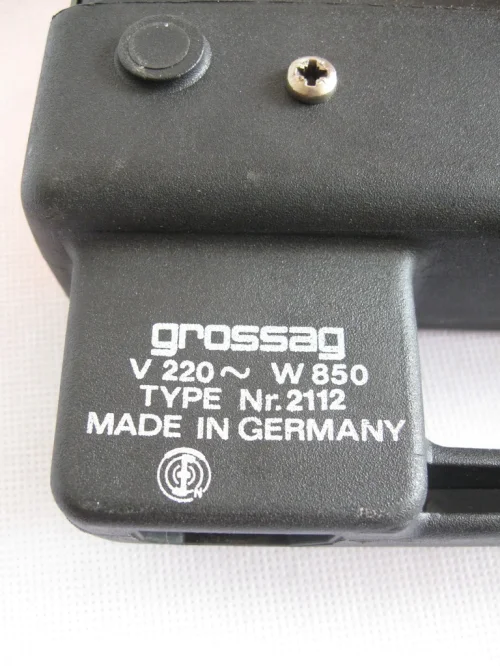 grossag
V 220~ W 850
TYPE Nr. 2112
MADE IN GERMANY
N